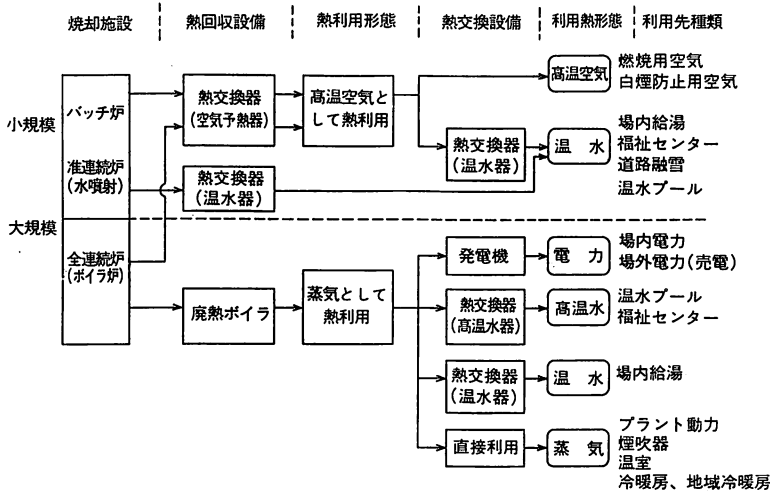 焼却施設
熱回収設備
熱利用形態
熱交換設備
利用熱形態
利用先種類
小規模
大規模
バッチ炉
准連続炉
(水噴射)
全連続炉
(ボイラ炉)
熱交換器
(空気予熱器)
熱交換器
(温水器)
廃熱ボイラ
高温空気と
して熱利用
蒸気として
熱利用
熱交換器
(温水器)
発電機
熱交換器
(高温水器)
熱交換器
(温水器)
直接利用
高温空気
温 水
電 力
高温水
温 水
蒸 気
燃焼用空気
白煙防止用空気
場内給湯
福祉センター
道路融雪
温水プール
場内電力
場外電力(売電)
温水プール
福祉センター
場内給湯
プラント動力
煙吹器
温室
冷暖房、地域冷暖房